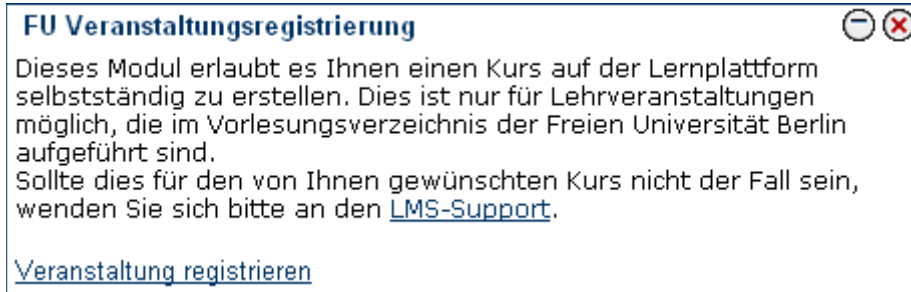 FU Veranstaltungsregistrierung
Dieses Modul erlaubt es Ihnen einen Kurs auf der Lernplattform
selbstständig zu erstellen. Dies ist nur für Lehrveranstaltungen
möglich, die im Vorlesungsverzeichnis der Freien Universität Berlin
aufgeführt sind.
Sollte dies für den von Ihnen gewünschten Kurs nicht der Fall sein,
wenden Sie sich bitte an den LMS-Support.
Veranstaltung registrieren